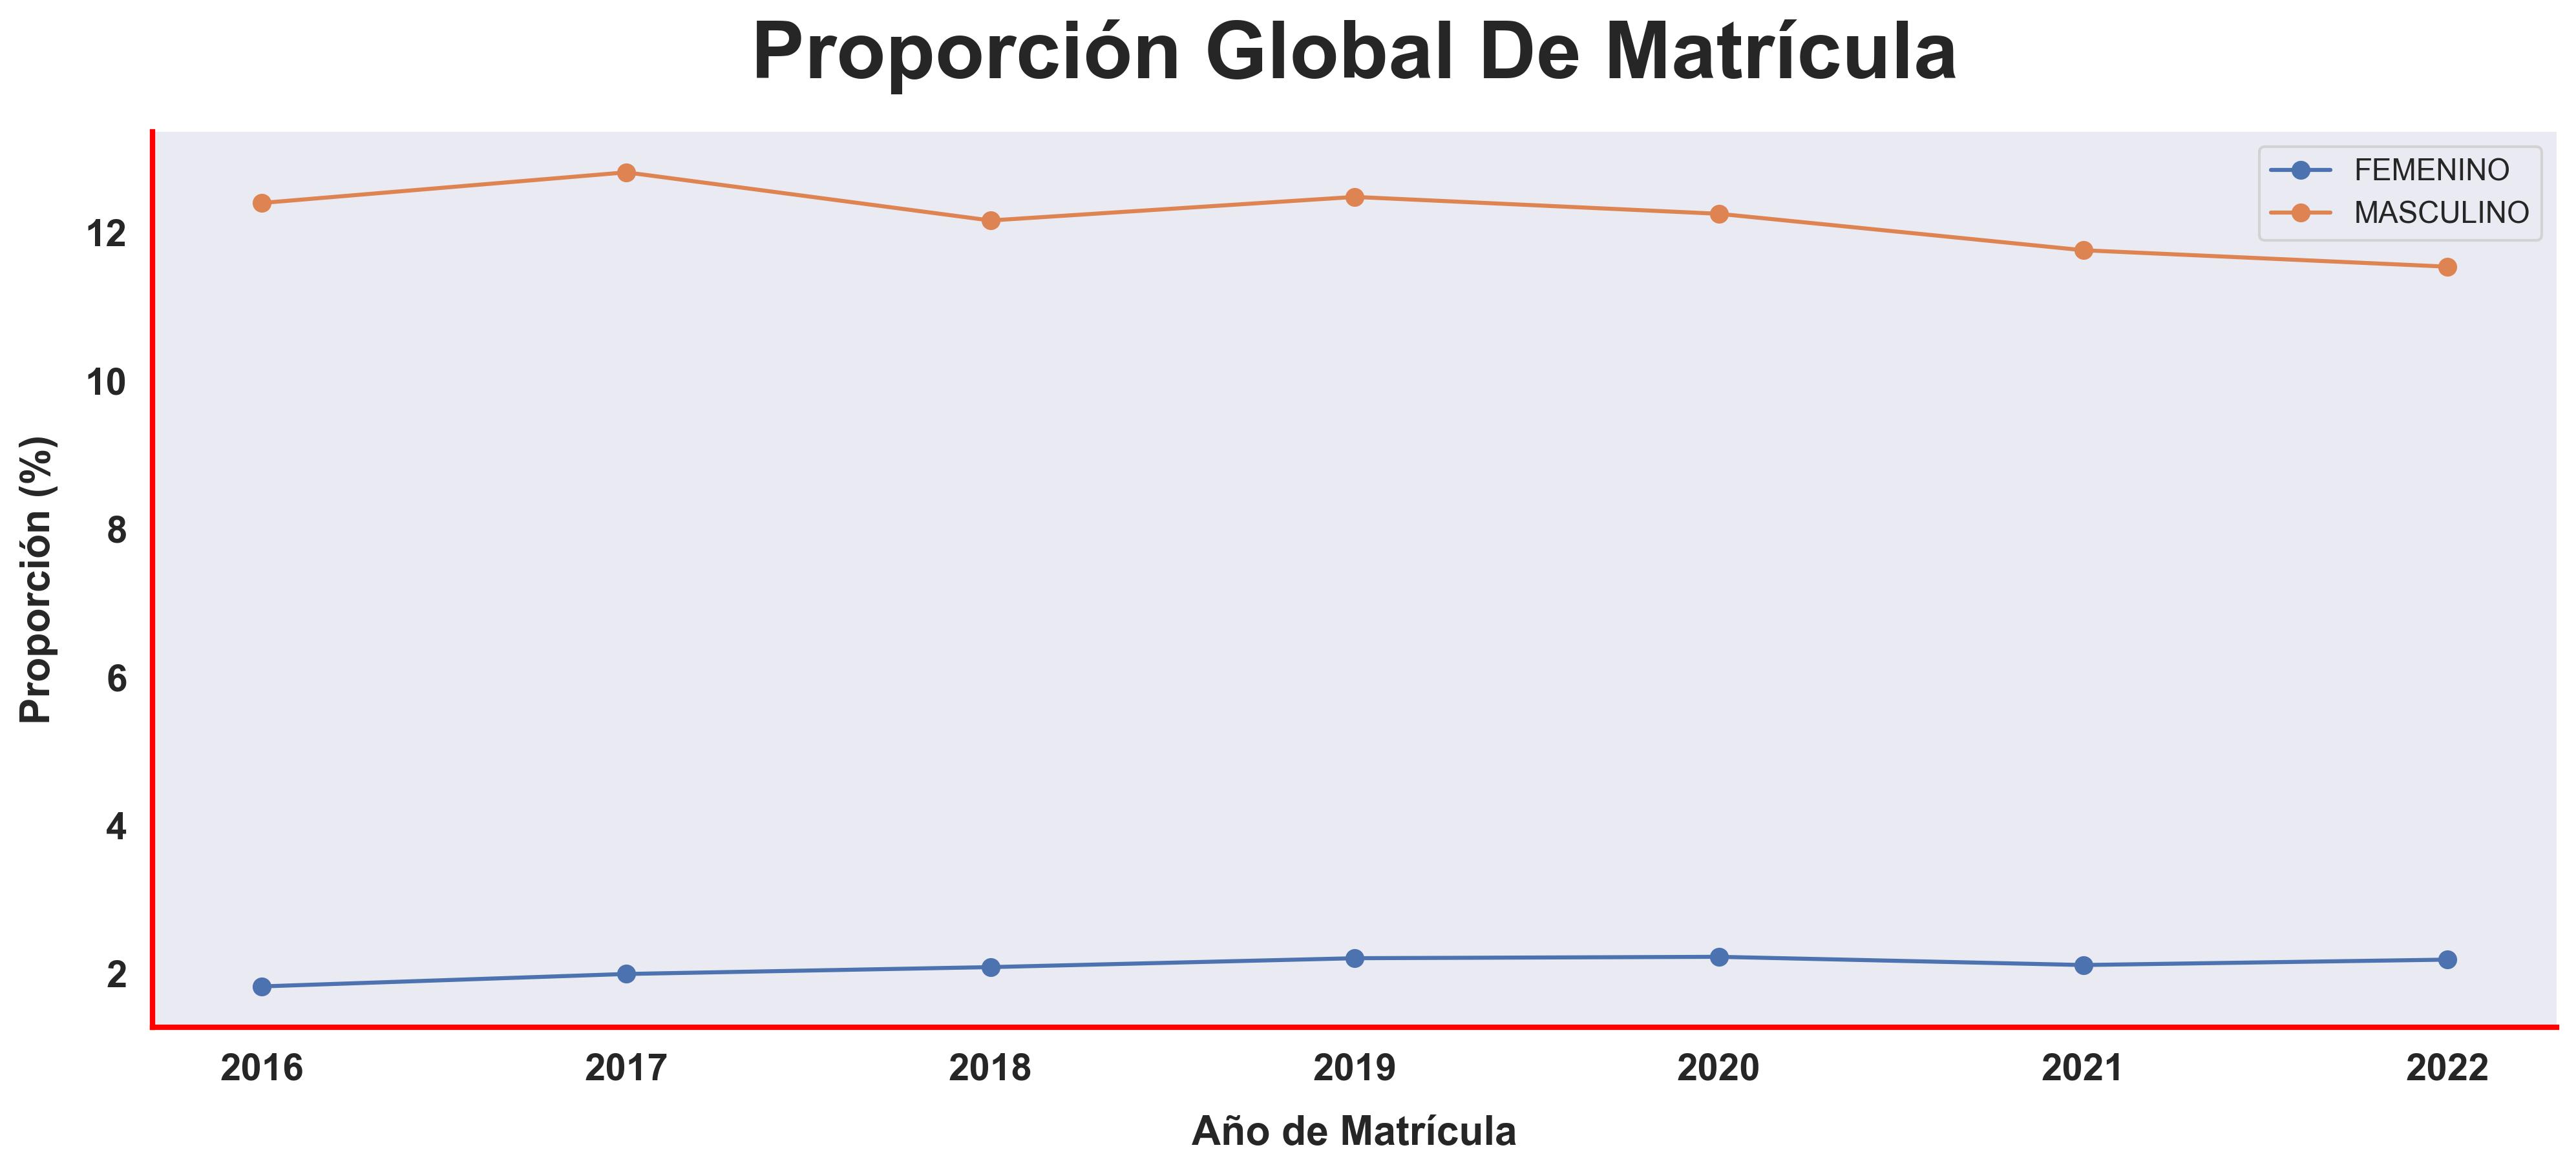 Proporción Global De Matrícula
FEMENINO
MASCULINO
Proporción (%)
12
10
8
6
4
2
2016 2017 2018 2019 2020 2021 2022
Año de Matrícula